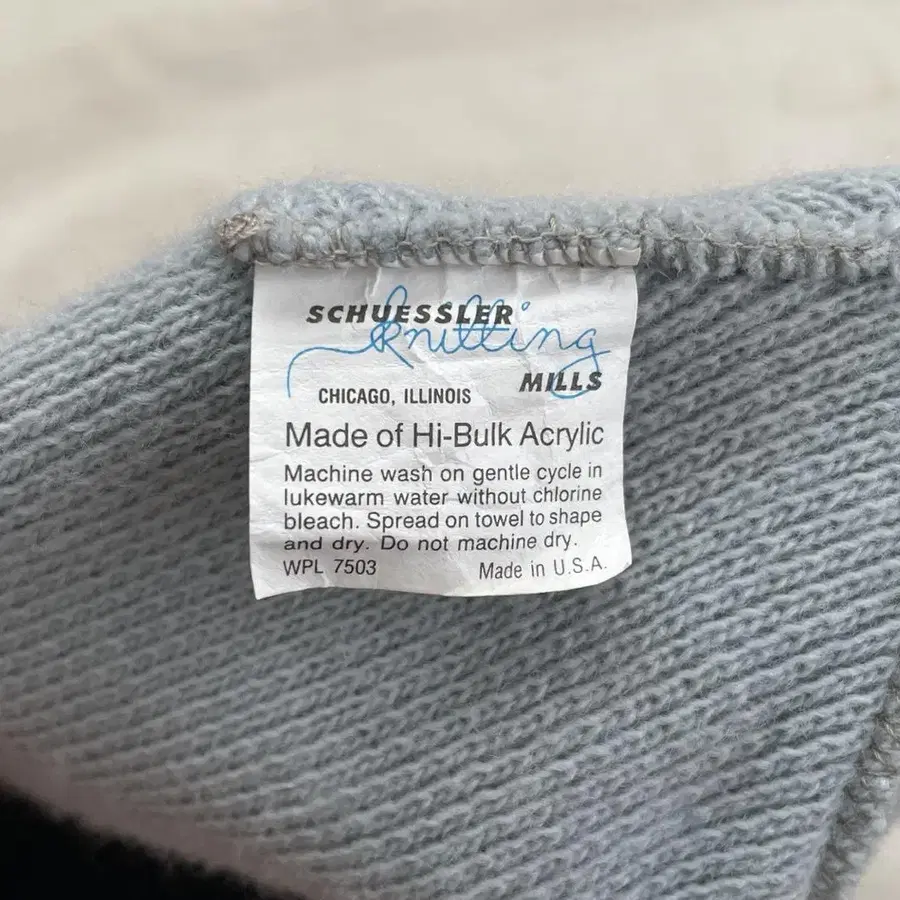 SCHUESSLER
knitting
MILLS
CHICAGO, ILLINOIS
Made of Hi-Bulk Acrylic
Machine wash on gentle cycle in
lukewarm water without chlorine
bleach. Spread on towel to shape
and dry. Do not machine dry.
WPL 7503 Made in U.S.A.